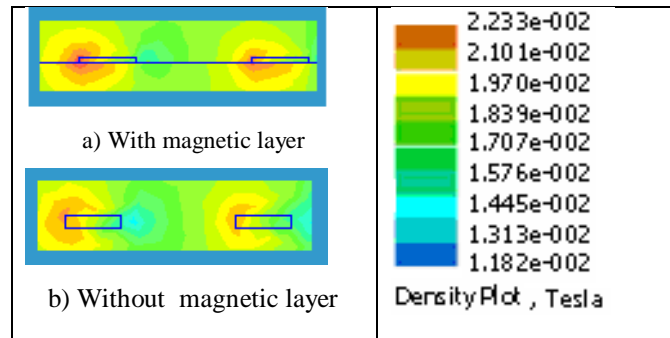 a) With magnetic layer
b) Without magnetic layer
2.233e-002
2.101e-002
1.970e-002
1.839e-002
1.707e-002
1.576e-002
1.445e-002
1.313e-002
1.182e-002
Density Plot , Tesla